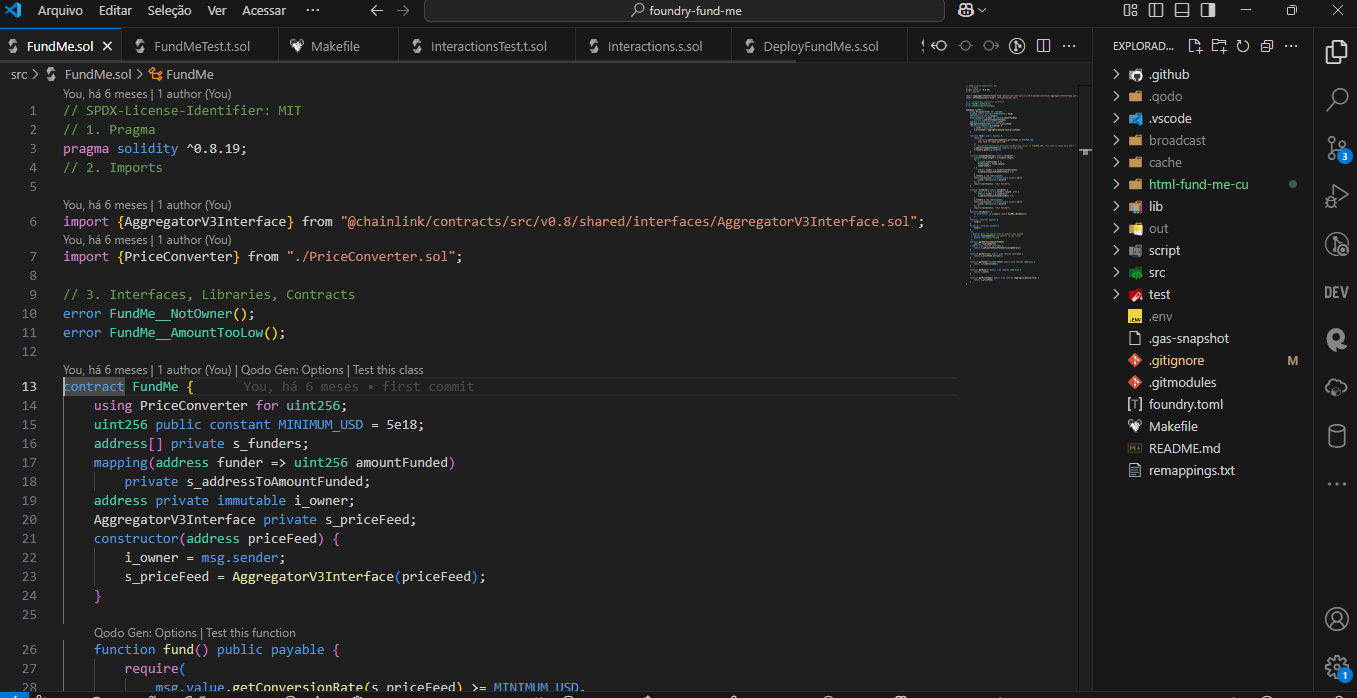 Arquivo Editar Seleção Ver Acessar ··· foundry-fund-me
FundMe.sol FundMeTest.t.sol Makefile InteractionsTest.t.sol Interactions.s.sol DeployFundMe.s.sol
src > FundMe.sol > FundMe
You, há 6 meses | 1 author (You)
1 // SPDX-License-Identifier: MIT
2 // 1. Pragma
3 pragma solidity ^0.8.19;
4 // 2. Imports
5
You, há 6 meses | 1 author (You)
6 import {AggregatorV3Interface} from "@chainlink/contracts/src/v0.8/shared/interfaces/AggregatorV3Interface.sol";
You, há 6 meses | 1 author (You)
7 import {PriceConverter} from "./PriceConverter.sol";
8
9 // 3. Interfaces, Libraries, Contracts
10 error FundMe__NotOwner();
11 error FundMe__AmountTooLow();
12
You, há 6 meses | 1 author (You) | Qodo Gen: Options | Test this class
13 contract FundMe { You, há 6 meses • first commit
14 using PriceConverter for uint256;
15 uint256 public constant MINIMUM_USD = 5e18;
16 address[] private s_funders;
17 mapping(address funder => uint256 amountFunded)
18 private s_addressToAmountFunded;
19 address private immutable i_owner;
20 AggregatorV3Interface private s_priceFeed;
21 constructor(address priceFeed) {
22 i_owner = msg.sender;
23 s_priceFeed = AggregatorV3Interface(priceFeed);
24 }
25
Qodo Gen: Options | Test this function
26 function fund() public payable {
27 require(
28 msg.value.getConversionRate(s_priceFeed) >= MINIMUM_USD,
EXPLORAD...
.github
.qodo
.vscode
broadcast
cache
html-fund-me-cu
lib
out
script
src
test
.env
.gas-snapshot
.gitignore M
.gitmodules
foundry.toml
Makefile
README.md
remappings.txt
3
DEV
1